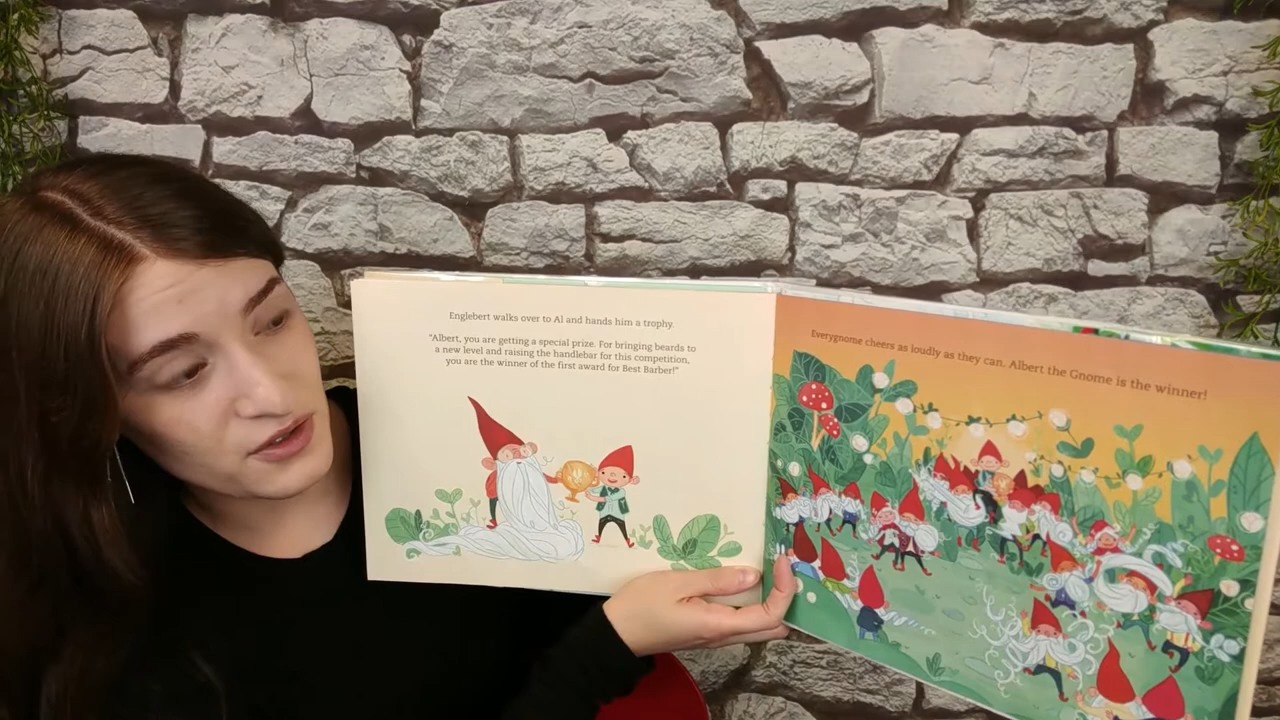 Englebert walks over to Al and hands him a trophy.
"Albert, you are getting a special prize. For bringing beards to
a new level and raising the handlebar for this competition,
you are the winner of the first award for Best Barber!"
Everygnome cheers as loudly as they can. Albert the Gnome is the winner!